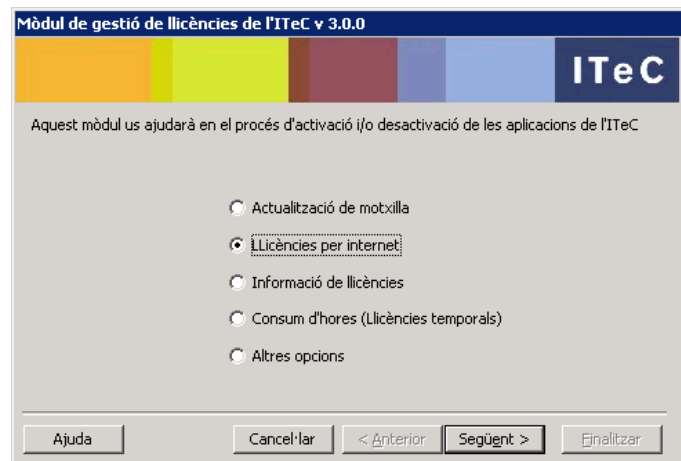 Mòdul de gestió de llicències de l'ITeC v 3.0.0
ITeC
Aquest mòdul us ajudarà en el procés d'activació i/o desactivació de les aplicacions de l'ITeC
Actualització de motxilla
LLicències per internet
Informació de llicències
Consum d'hores (Llicències temporals)
Altres opcions
Ajuda
Cancel·lar
< Anterior
Següent >
Finalitzar